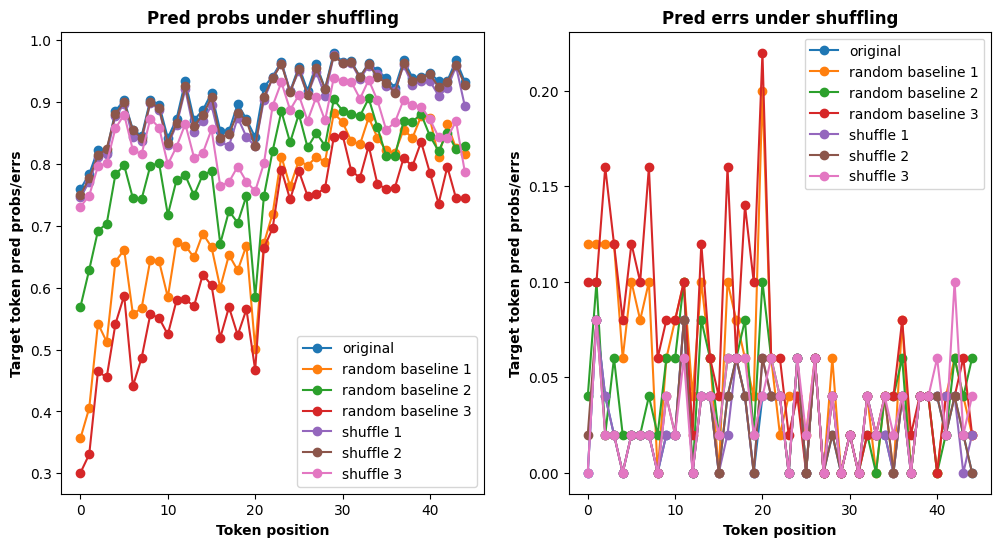 Pred probs under shuffling
Target token pred probs/errs
1.0
0.9
0.8
0.7
0.6
0.5
0.4
0.3
0
10
20
30
40
Token position
original
random baseline 1
random baseline 2
random baseline 3
shuffle 1
shuffle 2
shuffle 3
Pred errs under shuffling
Target token pred probs/errs
0.20
0.15
0.10
0.05
0.00
0
10
20
30
40
Token position
original
random baseline 1
random baseline 2
random baseline 3
shuffle 1
shuffle 2
shuffle 3